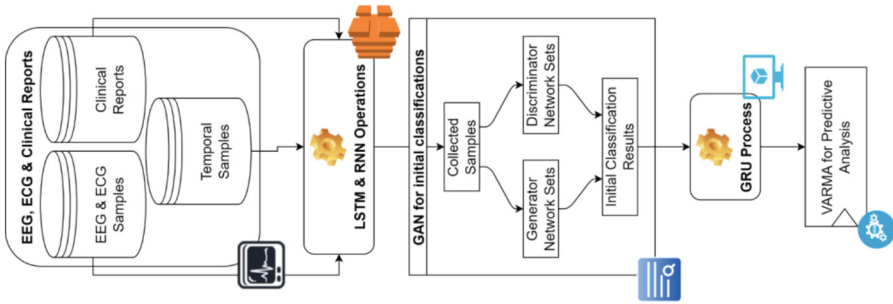 EEG, ECG & Clinical Reports
EEG & ECG
Samples
Clinical
Reports
Temporal
Samples
LSTM & RNN Operations
GAN for initial classifications
Collected
Samples
Generator
Network Sets
Discriminator
Network Sets
Initial Classification
Results
GRU Process
VARMA for Predictive
Analysis